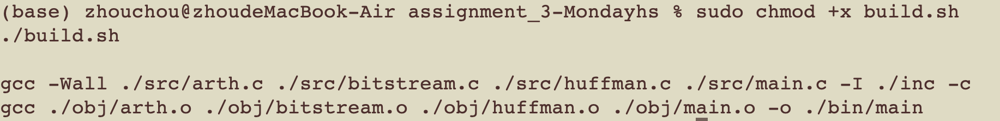 (base) zhouchou@zhoudeMacBook-Air assignment_3-Mondayhs % sudo chmod +x build.sh
./build.sh
gcc -Wall ./src/arth.c ./src/bitstream.c ./src/huffman.c ./src/main.c -I ./inc -c
gcc ./obj/arth.o ./obj/bitstream.o ./obj/huffman.o ./obj/main.o -o ./bin/main